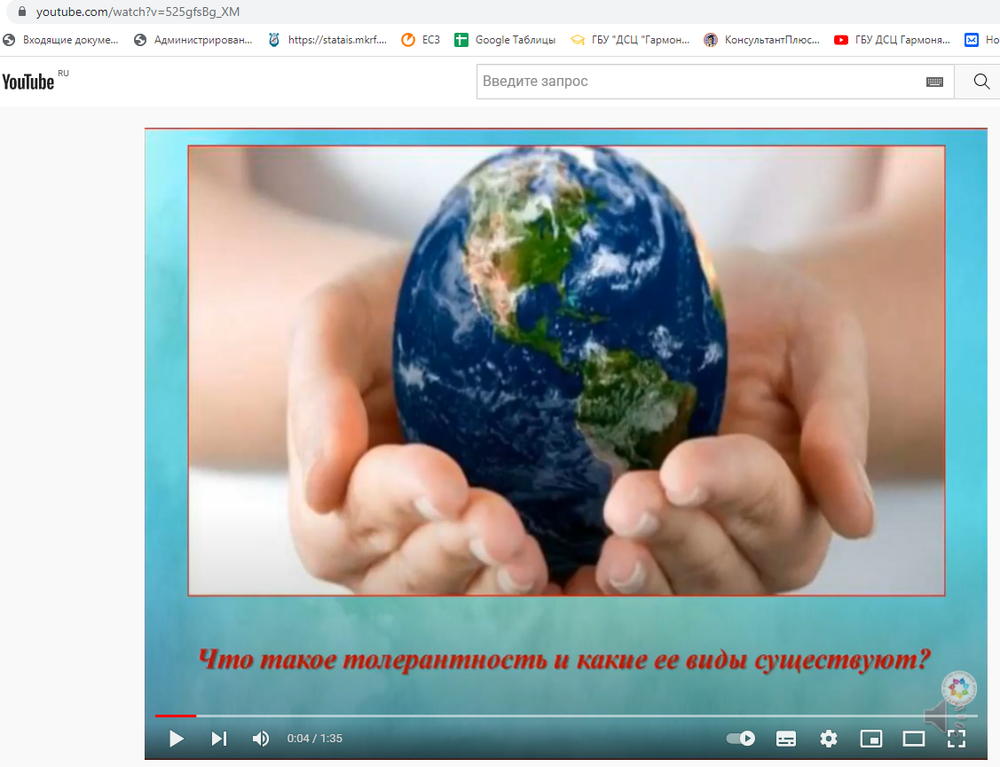 youtube.com/watch?v=525gfsBg_XM
Входящие докуме... Администрирован... https://statais.mkrf.... ЕСЗ Google Таблицы ГБУ "ДСЦ "Гармон... КонсультантПлюс... ГБУ ДСЦ Гармоня... Но
YouTube RU
Введите запрос
Что такое толерантность и какие ее виды существуют?
0:04 / 1:35